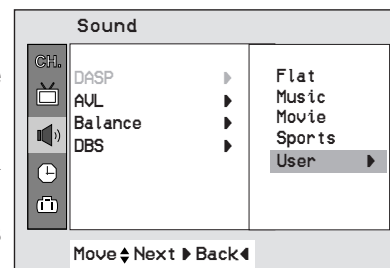 Sound
CH.
DASP
AVL
Balance
DBS
Flat
Music
Movie
Sports
User
Move Next Back